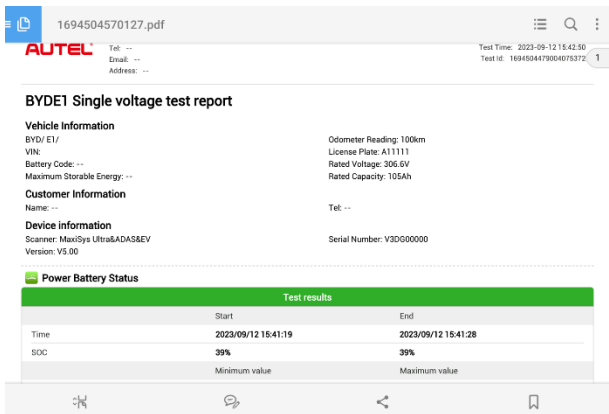 1694504570127.pdf
AUTEL
Tel: --
Email: --
Address: --
Test Time: 2023-09-12 15:42:50
Test Id: 1694504479004075372
1
BYDE1 Single voltage test report
Vehicle Information
BYD/ E1/
Odometer Reading: 100km
VIN:
License Plate: A11111
Battery Code: --
Rated Voltage: 306.6V
Maximum Storable Energy: --
Rated Capacity: 105Ah
Customer Information
Name: --
Tel: --
Device information
Scanner: MaxiSys Ultra&ADAS&EV
Serial Number: V3DG00000
Version: V5.00
Power Battery Status
Test results
Start End
Time 2023/09/12 15:41:19 2023/09/12 15:41:28
SOC 39% 39%
Minimum value Maximum value